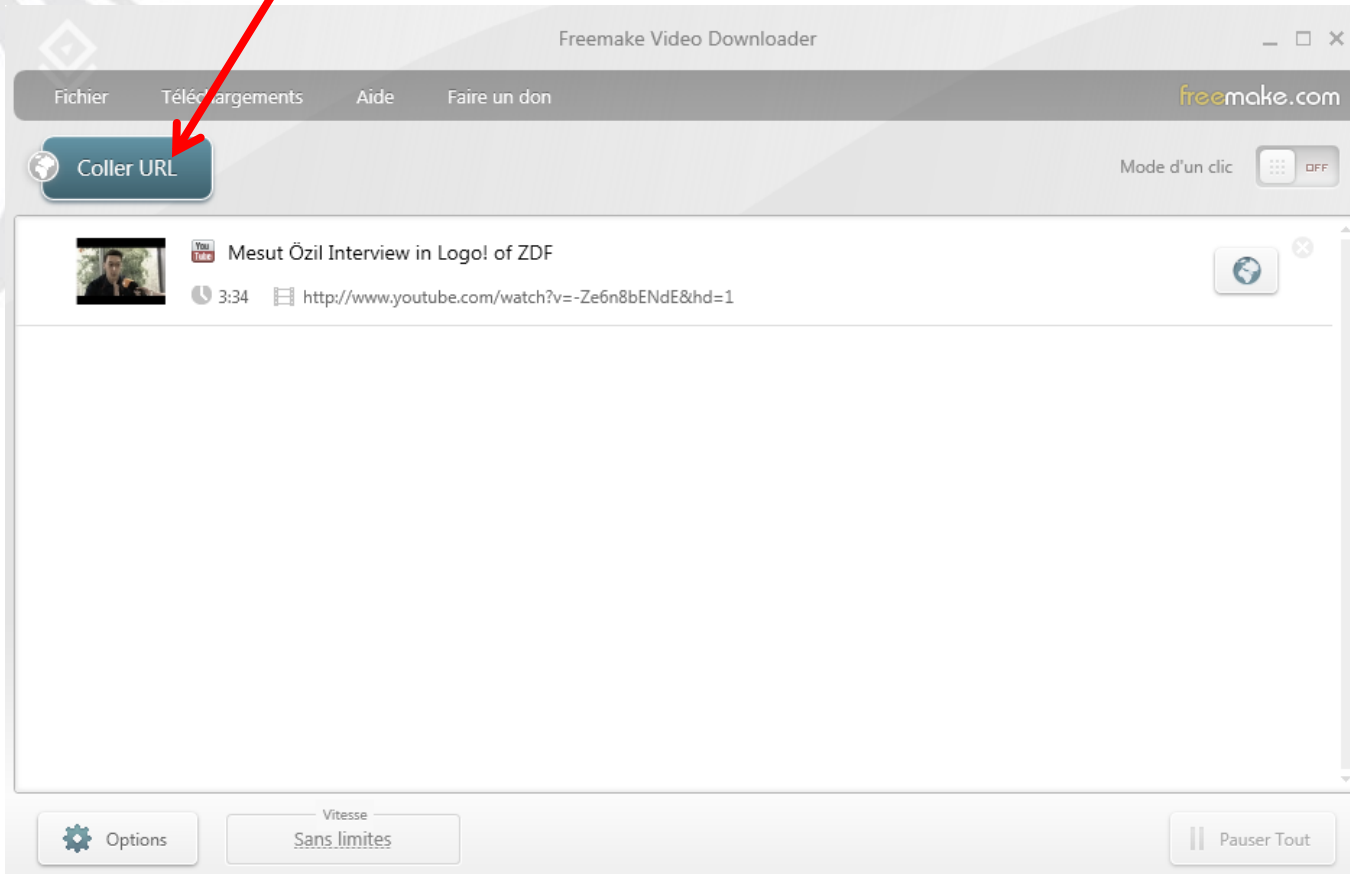 Freemake Video Downloader
Fichier Téléchargements Aide Faire un don freemake.com
Coller URL Mode d'un clic OFF
You Tube Mesut Özil Interview in Logo! of ZDF
3:34 http://www.youtube.com/watch?v=-Ze6n8bENdE&hd=1
Vitesse
Options Sans limites Pauser Tout